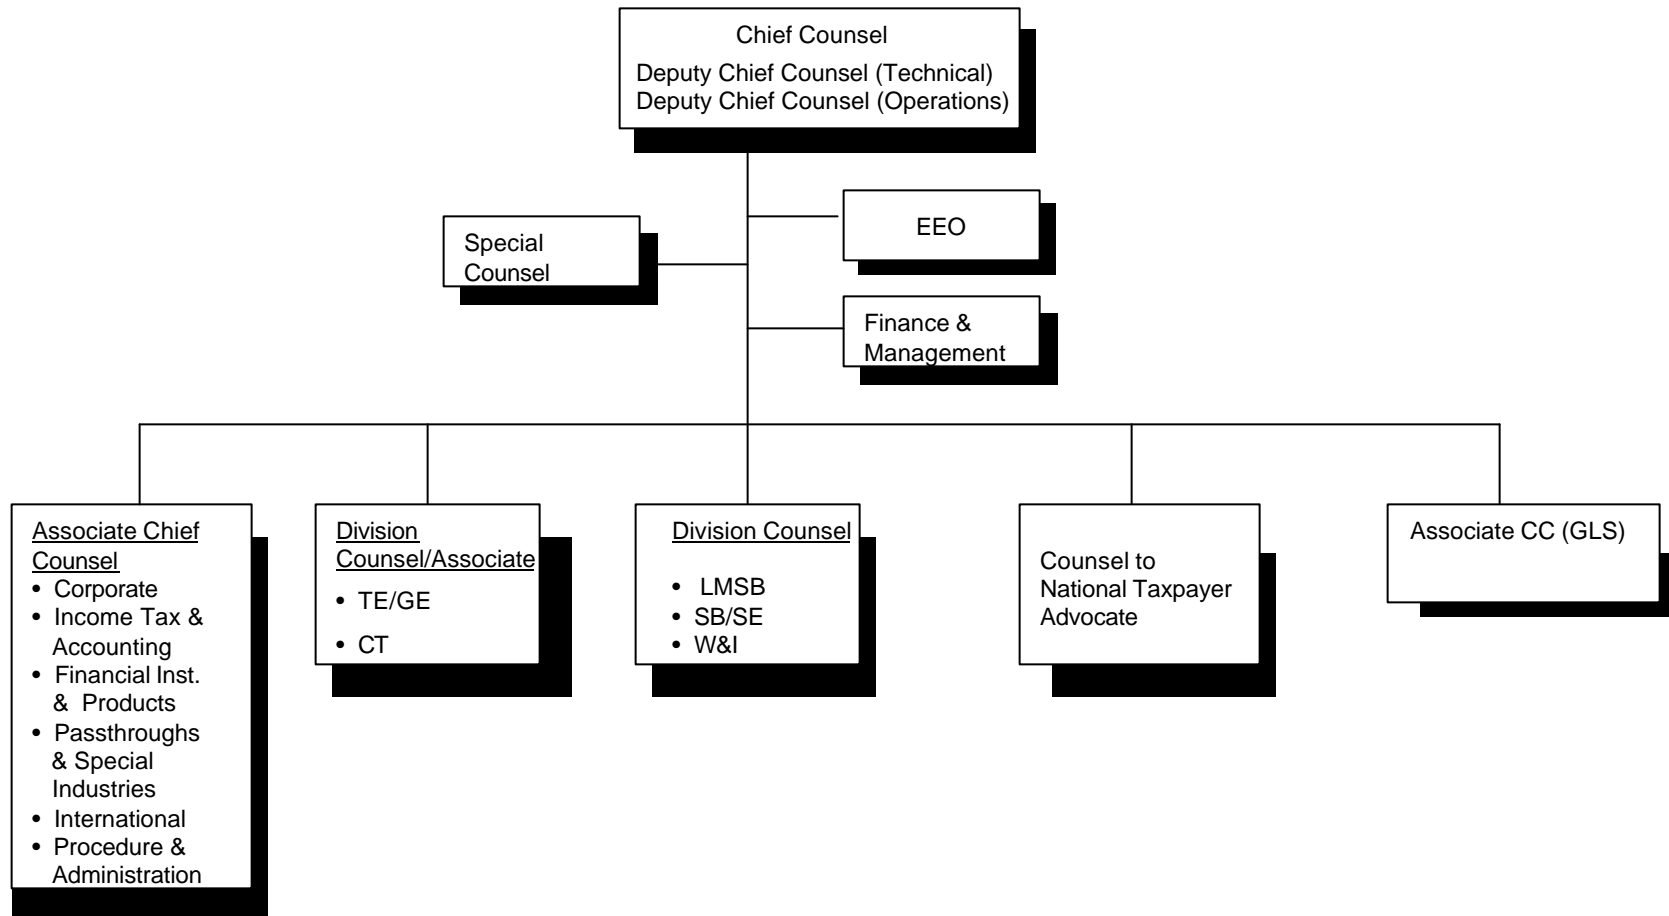 Chief Counsel
Deputy Chief Counsel (Technical)
Deputy Chief Counsel (Operations)
EEO
Special
Counsel
Finance &
Management
Associate Chief
Counsel
• Corporate
• Income Tax &
Accounting
• Financial Inst.
& Products
• Passthroughs
& Special
Industries
• International
• Procedure &
Administration
Division
Counsel/Associate
• TE/GE
• CT
Division Counsel
• LMSB
• SB/SE
• W&I
Counsel to
National Taxpayer
Advocate
Associate CC (GLS)